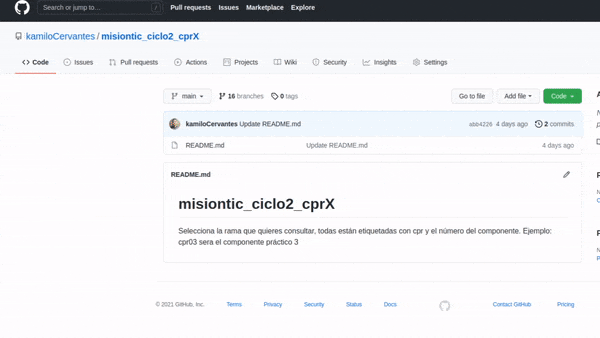 Search or jump to… / Pull requests Issues Marketplace Explore
kamiloCervantes / misiontic_ciclo2_cprX
Code Issues Pull requests Actions Projects Wiki Security Insights Settings
main 16 branches 0 tags Go to file Add file Code
kamiloCervantes Update README.md abb4226 4 days ago 2 commits
README.md Update README.md 4 days ago
README.md
misiontic_ciclo2_cprX
Selecciona la rama que quieres consultar, todas están etiquetadas con cpr y el número del componente. Ejemplo:
cpr03 sera el componente práctico 3
© 2021 GitHub, Inc. Terms Privacy Security Status Docs Contact GitHub Pricing